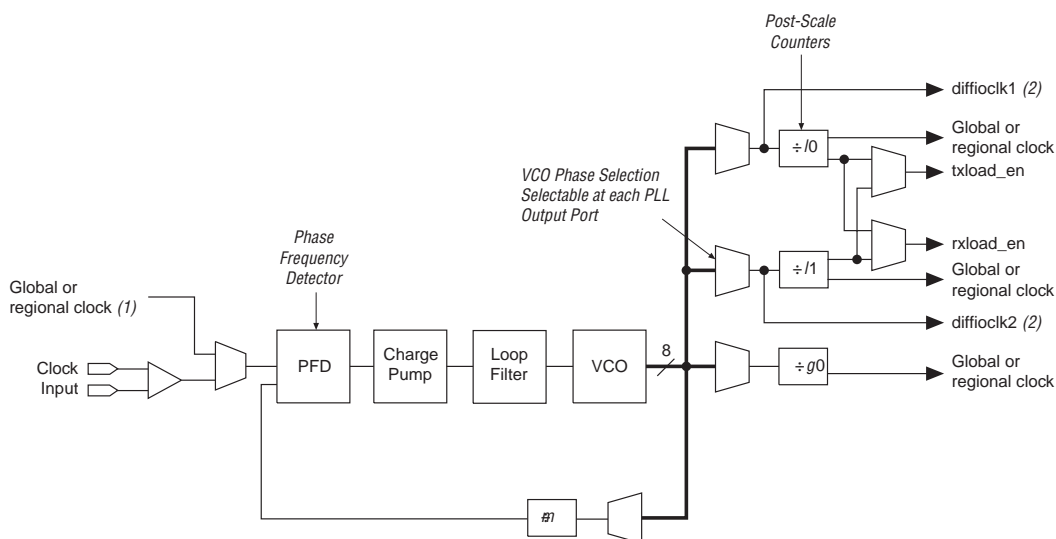 Post-Scale
Counters
diffioclk1 (2)
Global or
regional clock
÷l0
txload_en
VCO Phase Selection
Selectable at each PLL
Output Port
rxload_en
÷l1
Global or
regional clock
diffioclk2 (2)
Phase
Frequency
Detector
Global or
regional clock (1)
Clock
Input
PFD
Charge
Pump
Loop
Filter
VCO
8
÷g0
Global or
regional clock